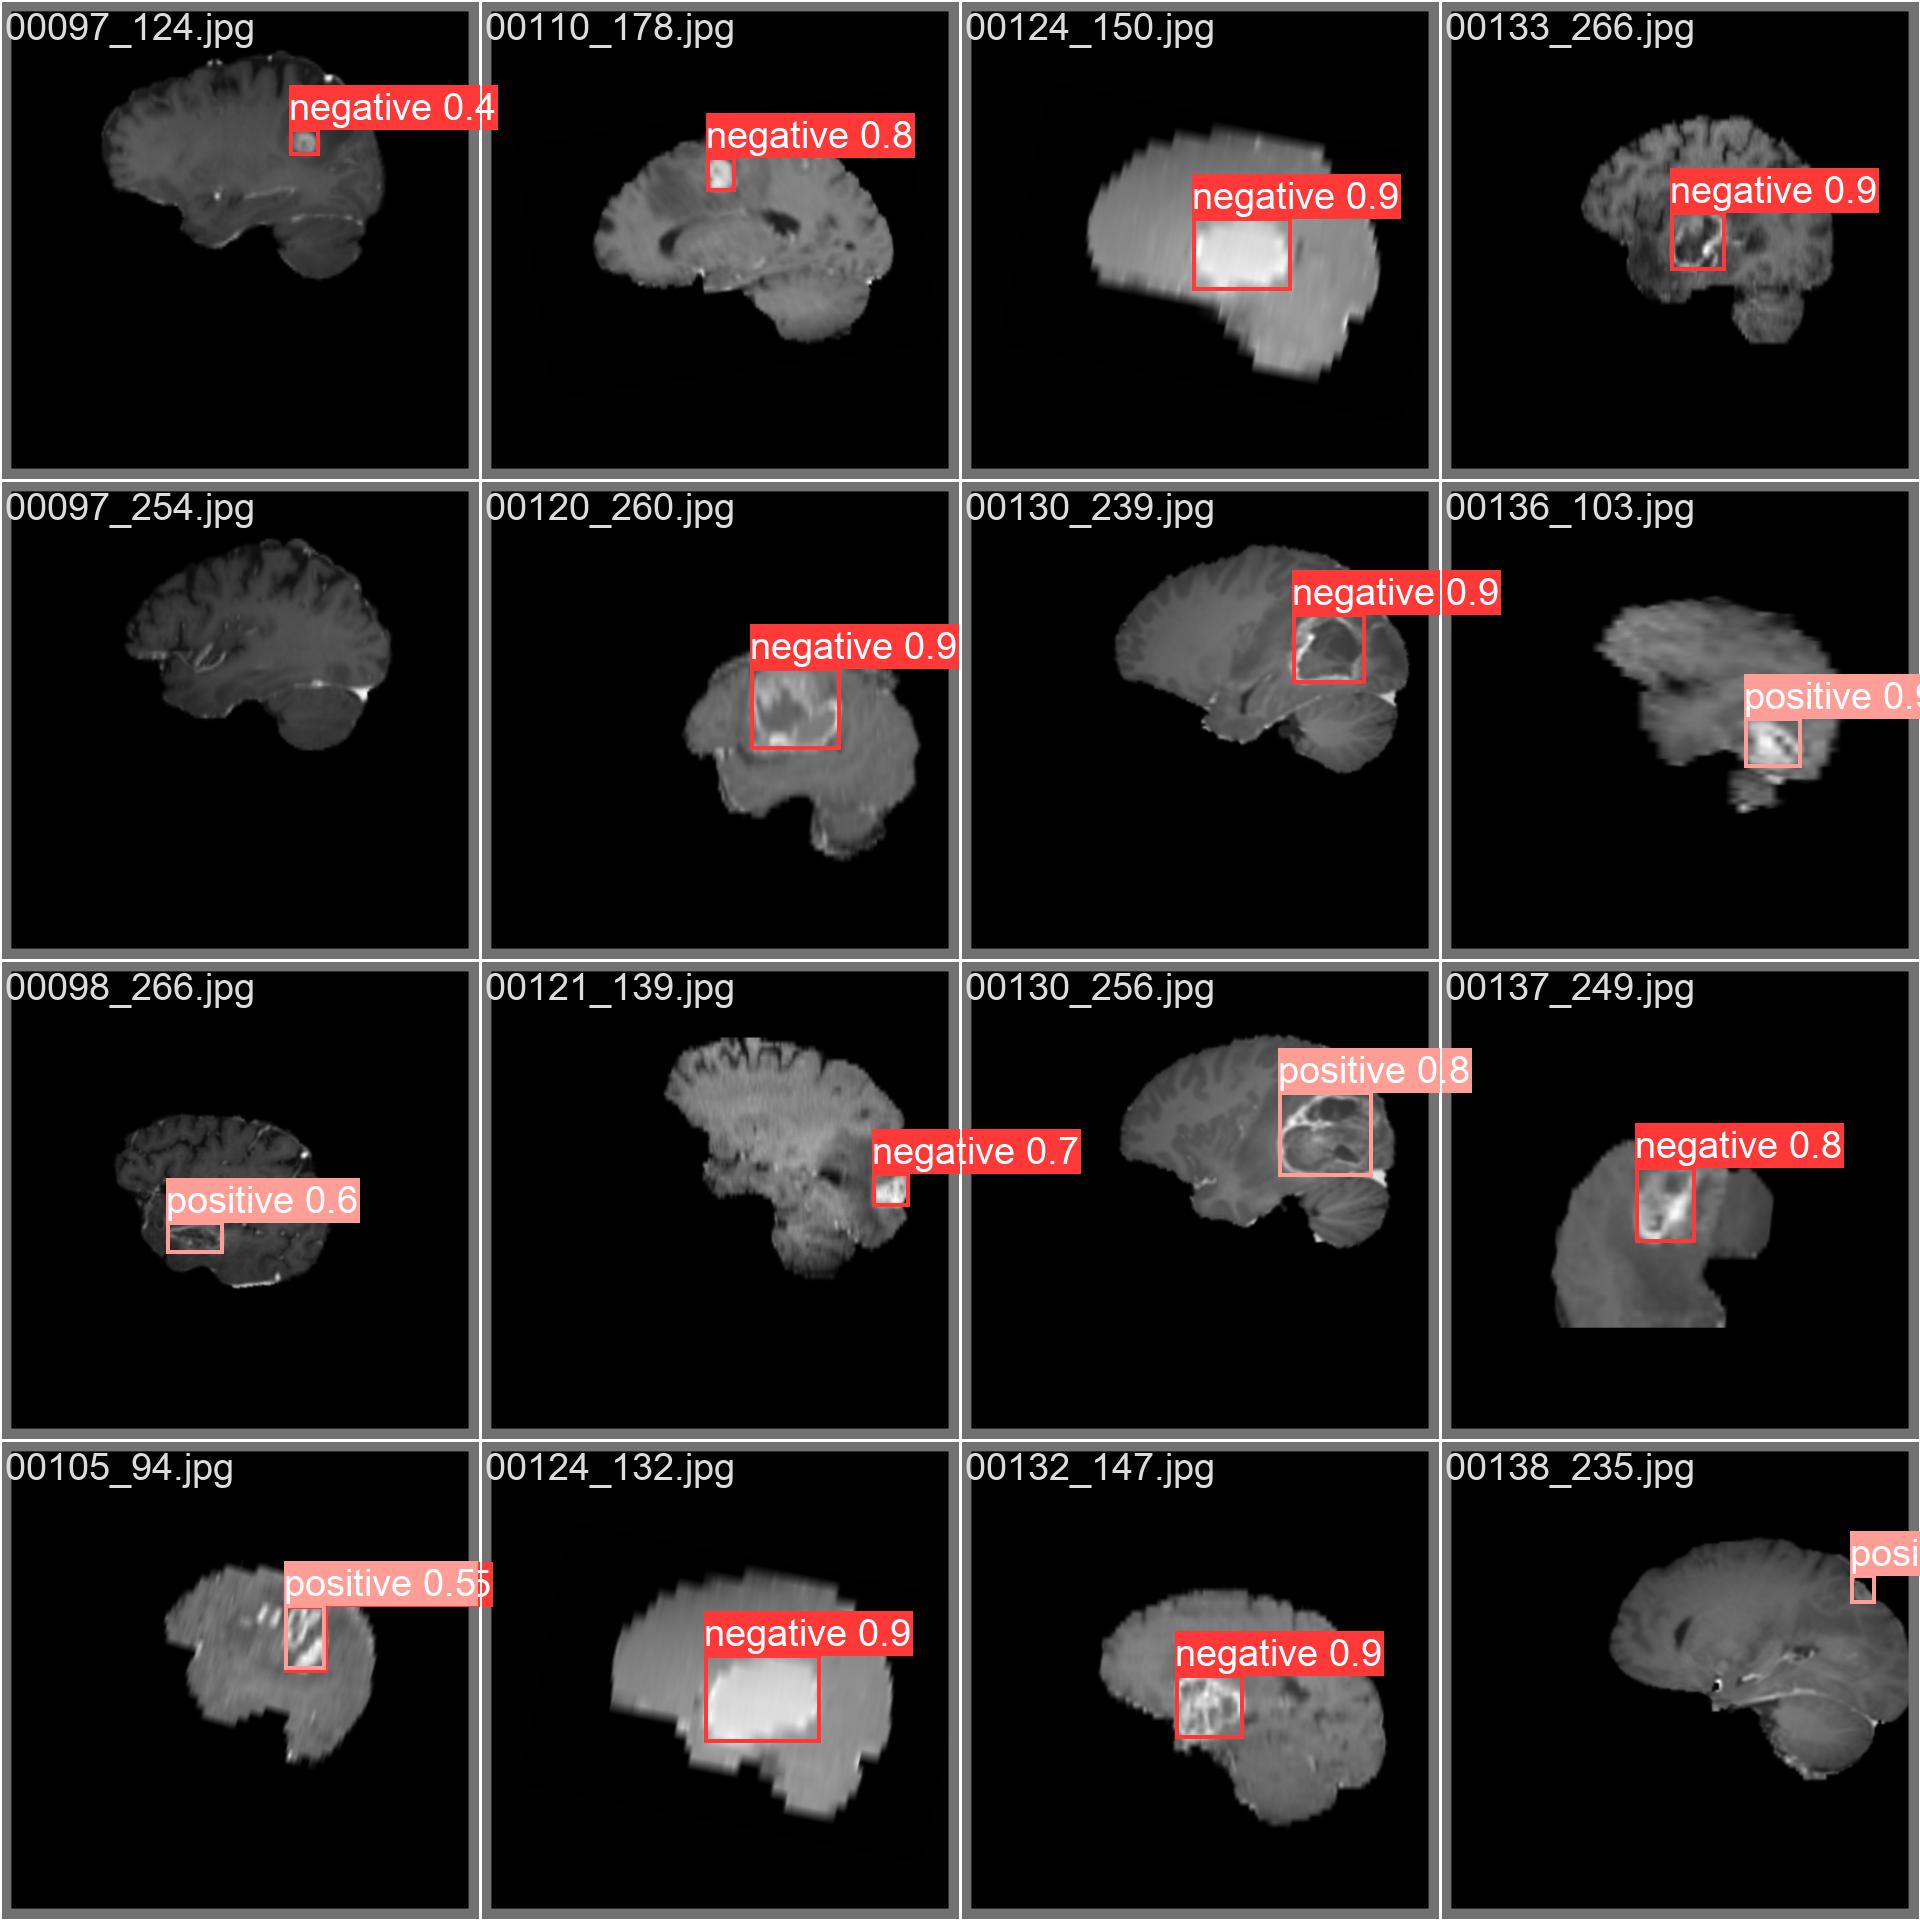 00097_124.jpg
negative 0.4
00110_178.jpg
negative 0.8
00124_150.jpg
negative 0.9
00133_266.jpg
negative 0.9
00097_254.jpg
00120_260.jpg
negative 0.9
00130_239.jpg
negative 0.9
00136_103.jpg
positive 0.9
00098_266.jpg
positive 0.6
00121_139.jpg
negative 0.7
00130_256.jpg
positive 0.8
00137_249.jpg
negative 0.8
00105_94.jpg
positive 0.55
00124_132.jpg
negative 0.9
00132_147.jpg
negative 0.9
00138_235.jpg
posi